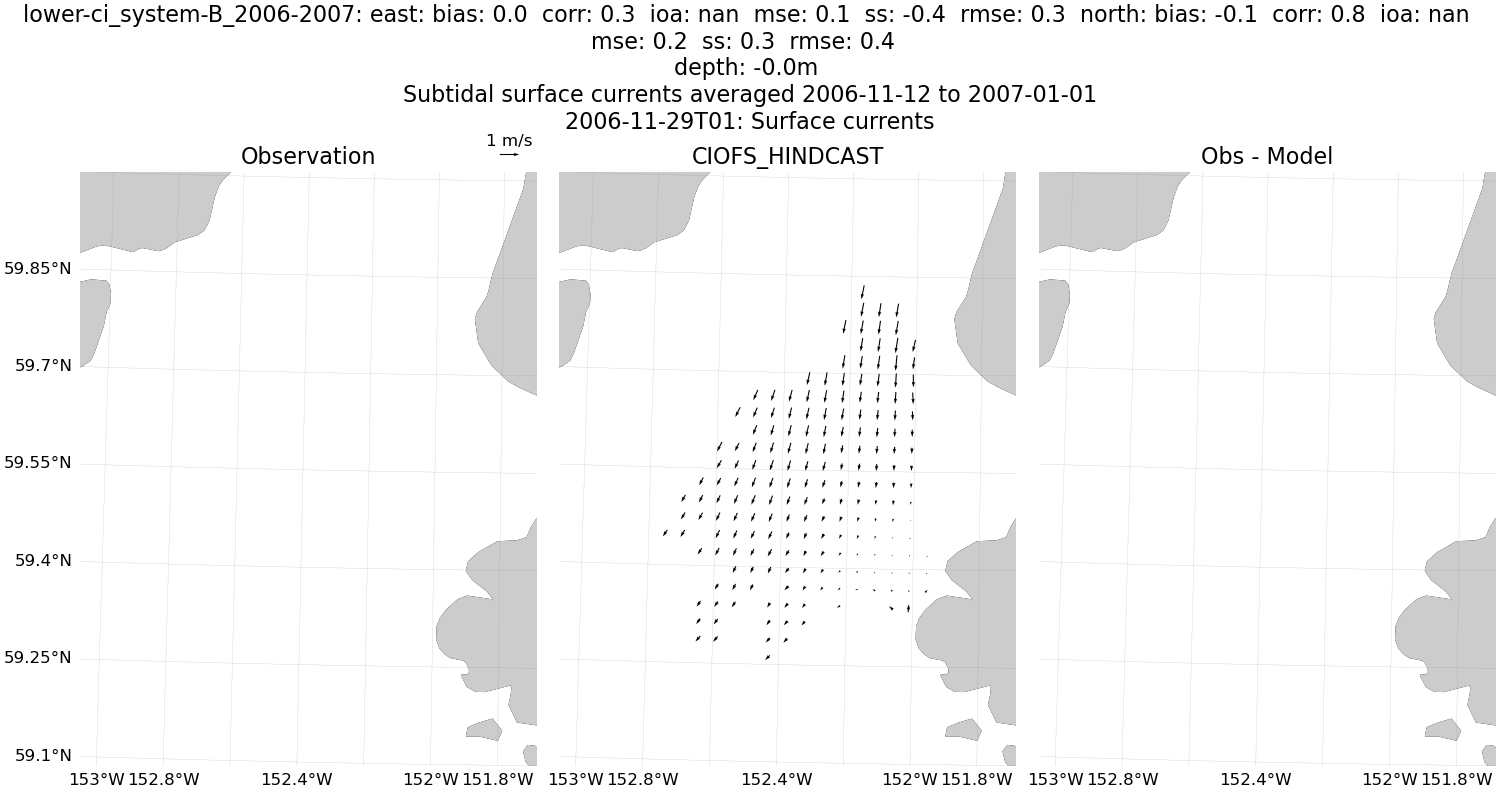 lower-ci_system-B_2006-2007: east: bias: 0.0 corr: 0.3 ioa: nan mse: 0.1 ss: -0.4 rmse: 0.3 north: bias: -0.1 corr: 0.8 ioa: nan
mse: 0.2 ss: 0.3 rmse: 0.4
depth: -0.0m
Subtidal surface currents averaged 2006-11-12 to 2007-01-01
2006-11-29T01: Surface currents
Observation
1 m/s
CIOFS_HINDCAST
Obs - Model
59.85°N
59.7°N
59.55°N
59.4°N
59.25°N
59.1°N
153°W 152.8°W 152.4°W 152°W 151.8°W
153°W 152.8°W 152.4°W 152°W 151.8°W
153°W 152.8°W 152.4°W 152°W 151.8°W